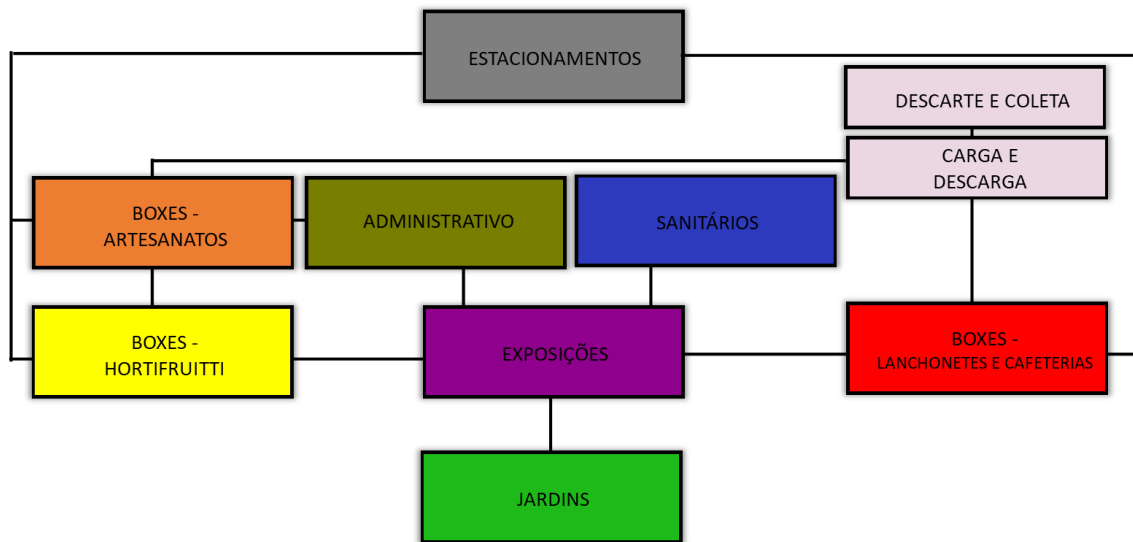 ESTACIONAMENTOS
DESCARTE E COLETA
CARGA E
DESCARGA
BOXES -
ARTESANATOS
ADMINISTRATIVO
SANITÁRIOS
BOXES -
HORTIFRUITTI
EXPOSIÇÕES
BOXES -
LANCHONETES E CAFETERIAS
JARDINS